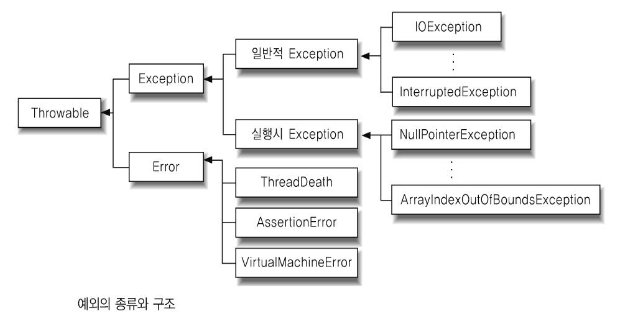 Throwable
Exception
Error
일반적 Exception
실행시 Exception
ThreadDeath
AssertionError
VirtualMachineError
IOException
InterruptedException
NullPointerException
ArrayIndexOutOfBoundsException
예외의 종류와 구조